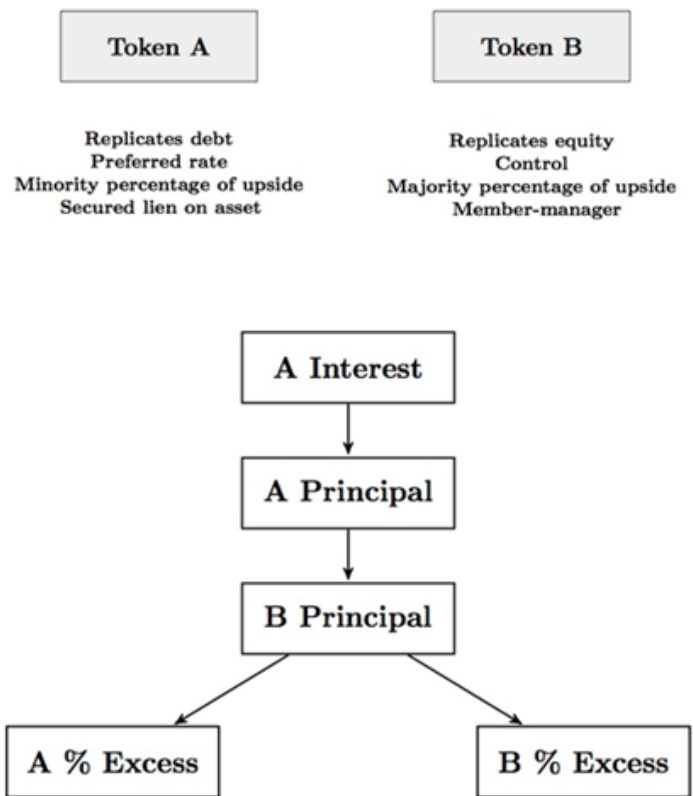 Token A
Token B
Replicates debt
Preferred rate
Minority percentage of upside
Secured lien on asset
Replicates equity
Control
Majority percentage of upside
Member-manager
A Interest
A Principal
B Principal
A % Excess
B % Excess